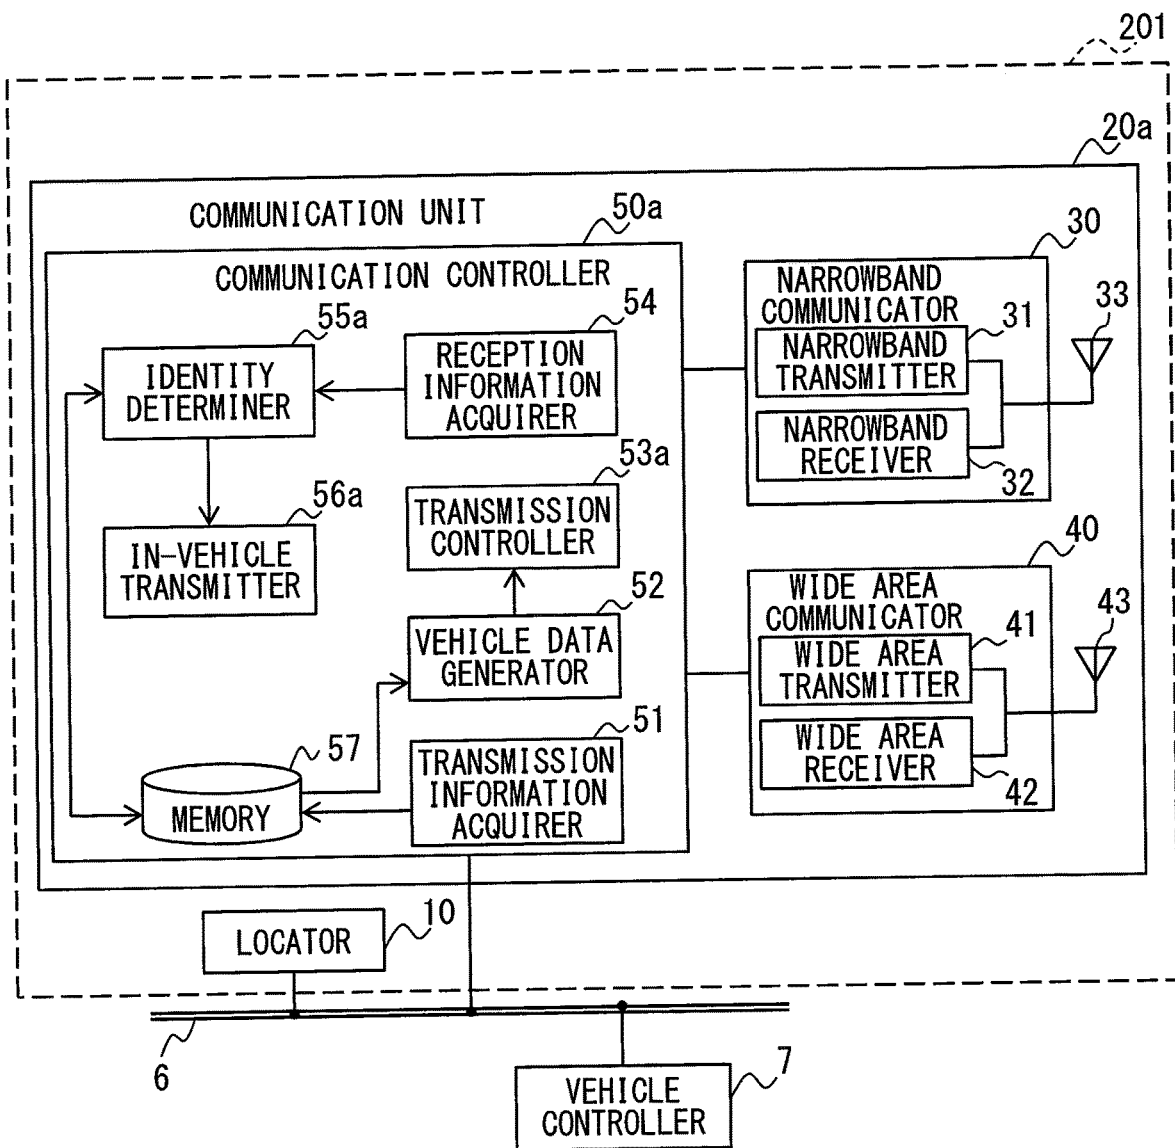 201
20a
COMMUNICATION UNIT
50a
COMMUNICATION CONTROLLER
30
NARROWBAND
COMMUNICATOR
33
55a
54
31
IDENTITY
DETERMINER
RECEPTION
INFORMATION
ACQUIRER
NARROWBAND
TRANSMITTER
NARROWBAND
RECEIVER
32
53a
56a
TRANSMISSION
CONTROLLER
IN-VEHICLE
TRANSMITTER
40
WIDE AREA
COMMUNICATOR
43
52
41
VEHICLE DATA
GENERATOR
WIDE AREA
TRANSMITTER
51
57
TRANSMISSION
INFORMATION
ACQUIRER
WIDE AREA
RECEIVER
42
MEMORY
10
LOCATOR
6
7
VEHICLE
CONTROLLER